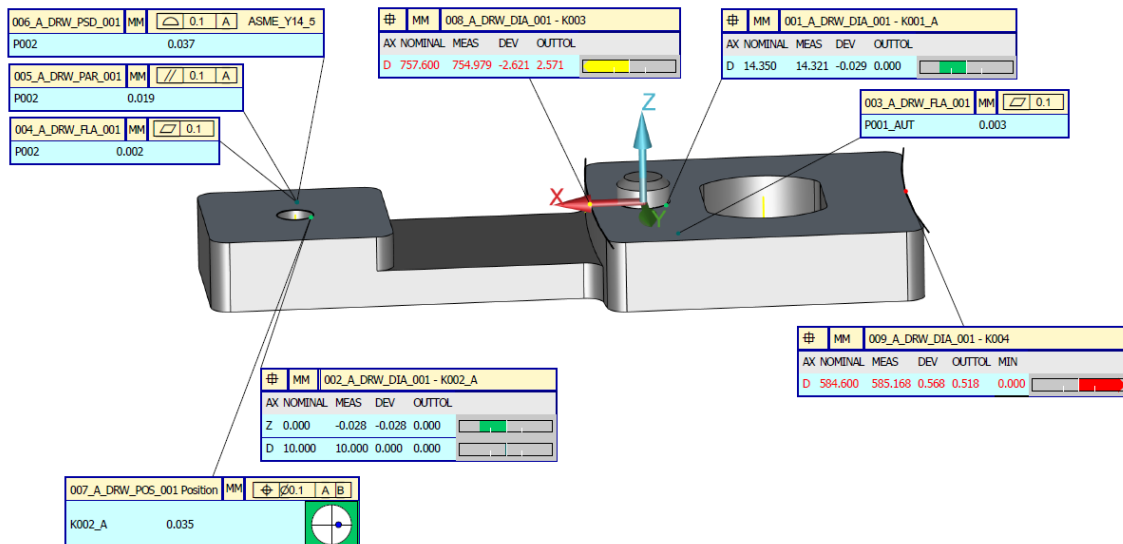 006_A_DRW_PSD_001 MM 0.1 A ASME_Y14_5
P002 0.037
005_A_DRW_PAR_001 MM // 0.1 A
P002 0.019
004_A_DRW_FLA_001 MM 0.1
P002 0.002
MM 008_A_DRW_DIA_001 - K003
AX NOMINAL MEAS DEV OUTTOL
D 757.600 754.979 -2.621 2.571
MM 001_A_DRW_DIA_001 - K001_A
AX NOMINAL MEAS DEV OUTTOL
D 14.350 14.321 -0.029 0.000
003_A_DRW_FLA_001 MM 0.1
P001_AUT 0.003
Z
X
Y
MM 009_A_DRW_DIA_001 - K004
AX NOMINAL MEAS DEV OUTTOL MIN
D 584.600 585.168 0.568 0.518 0.000
MM 002_A_DRW_DIA_001 - K002_A
AX NOMINAL MEAS DEV OUTTOL
Z 0.000 -0.028 -0.028 0.000
D 10.000 10.000 0.000 0.000
007_A_DRW_POS_001 Position MM ⌖ Ø0.1 A B
K002_A 0.035